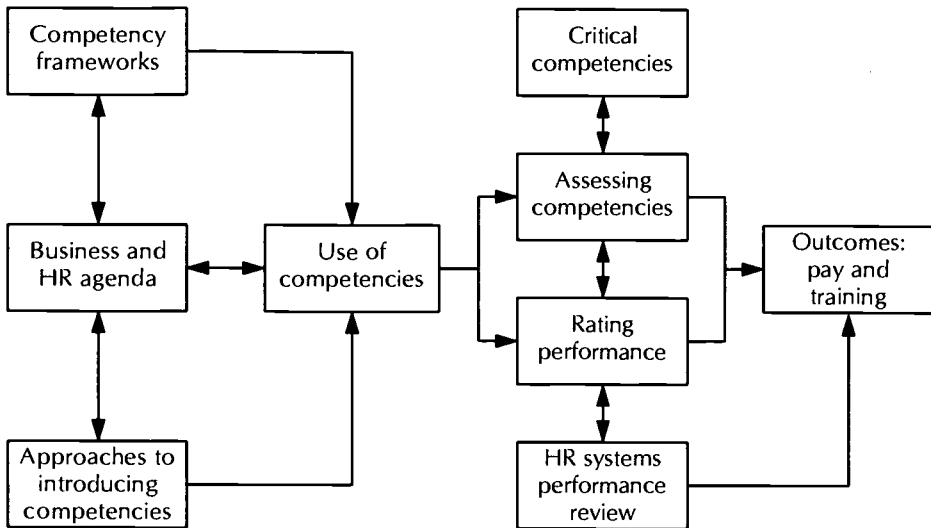 Competency
frameworks
Critical
competencies
Assessing
competencies
Business and
HR agenda
Use of
competencies
Outcomes:
pay and
training
Rating
performance
Approaches to
introducing
competencies
HR systems
performance
review